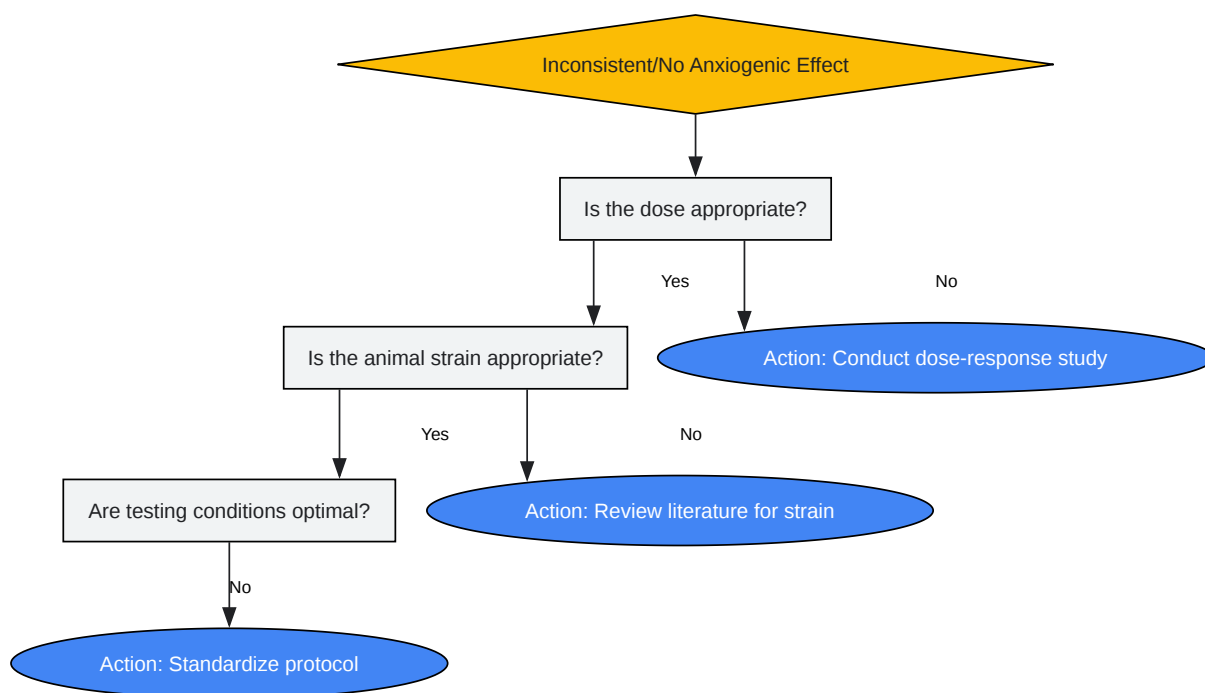 Inconsistent/No Anxiogenic Effect
Is the dose appropriate?
Yes
No
Is the animal strain appropriate?
Action: Conduct dose-response study
Yes
No
Are testing conditions optimal?
Action: Review literature for strain
No
Action: Standardize protocol